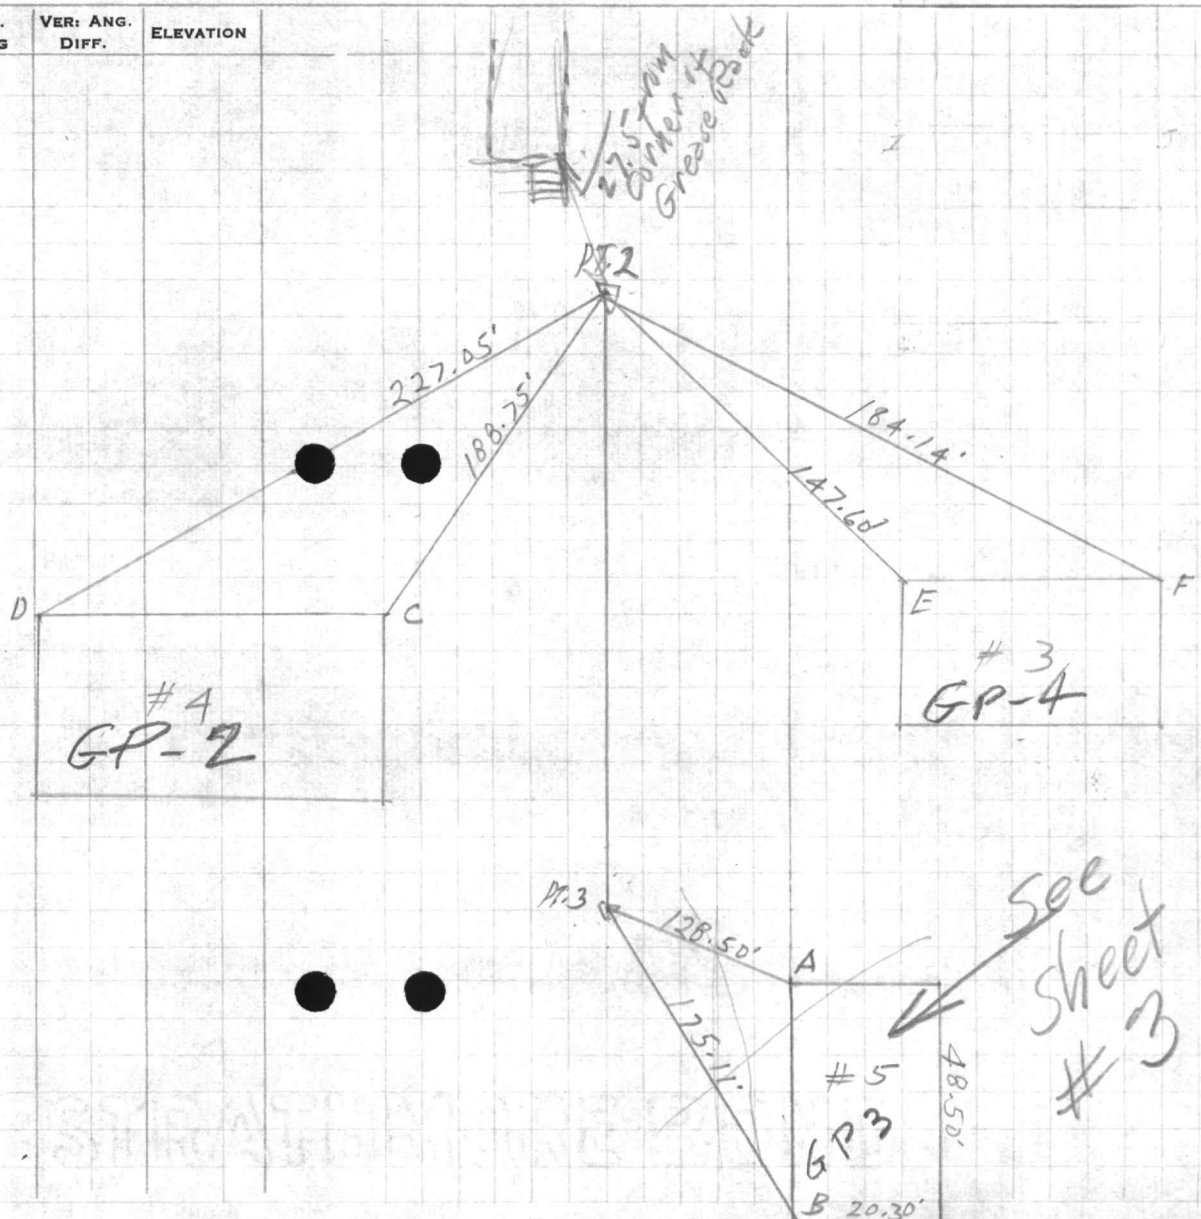 VER: ANG.
DIFF.
ELEVATION
27.5' From
Corner of
Grease Rack
PT.2
227.05'
188.75'
184.14'
147.60'
D
C
E
F
# 4
GP-2
# 3
GP-4
PT.3
128.50'
175.11'
A
See
sheet
# 3
# 5
GP3
48.50'
B
20.30'